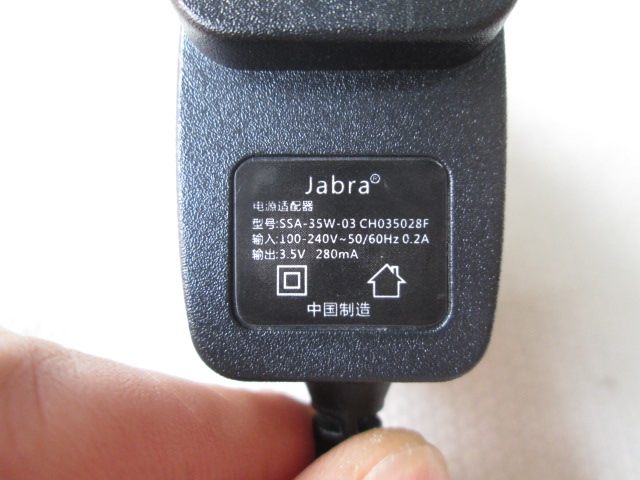 Jabra®
电源适配器
型号:SSA-3SW-03 CH035028F
输入:100-240V~50/60Hz 0.2A
输出:3.5V 280mA
中国制造